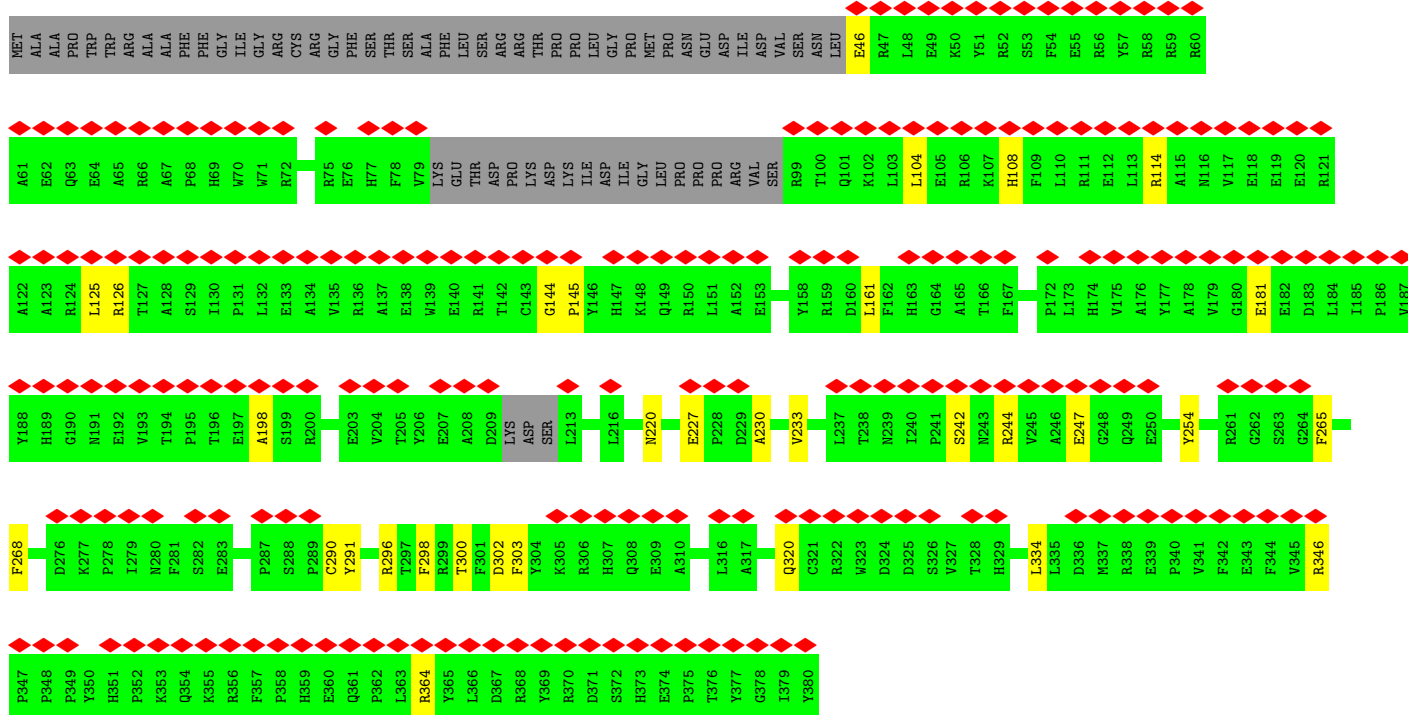 MET ALA ALA PRO TRP TRP ARG ALA ALA PHE PHE GLY ILE GLY ARG CYS ARG GLY PHE SER THR SER ALA PHE LEU SER ARG ARG THR PRO PRO LEU GLY PRO MET PRO ASN GLU ASP ILE ASP VAL SER ASN LEU E46 R47 L48 E49 K50 Y51 R52 S53 F54 E55 R56 Y57 R58 R59 R60
A61 E62 Q63 E64 A65 R66 A67 P68 H69 W70 W71 R72 R75 E76 H77 F78 V79 LYS GLU THR ASP PRO LYS ASP LYS ILE ASP ILE GLY LEU PRO PRO PRO ARG VAL SER R99 T100 Q101 K102 L103 L104 E105 R106 K107 H108 F109 L110 R111 E112 L113 R114 A115 N116 V117 E118 E119 E120 R121
A122 A123 R124 L125 R126 T127 A128 S129 I130 P131 L132 E133 A134 V135 R136 A137 E138 W139 E140 R141 T142 C143 G144 P145 Y146 H147 K148 Q149 R150 L151 A152 E153 Y158 R159 D160 L161 F162 H163 G164 A165 T166 F167 P172 L173 H174 V175 A176 Y177 A178 V179 G180 E181 E182 D183 L184 I185 P186 V187
Y188 H189 G190 N191 E192 V193 T194 P195 T196 E197 A198 S199 R200 E203 V204 T205 Y206 E207 A208 D209 LYS ASP SER L213 L216 N220 E227 P228 D229 A230 V233 L237 T238 N239 I240 P241 S242 N243 R244 V245 A246 E247 G248 Q249 E250 Y254 R261 G262 S263 G264 F265
F268 D276 K277 P278 I279 N280 F281 S282 E283 P287 S288 P289 C290 Y291 R296 T297 F298 R299 T300 F301 D302 F303 Y304 K305 R306 H307 Q308 E309 A310 L316 A317 Q320 C321 R322 W323 D324 D325 S326 V327 T328 H329 L334 L335 D336 M337 R338 E339 P340 V341 F342 E343 F344 V345 R346
P347 P348 P349 Y350 H351 P352 K353 Q354 K355 R356 F357 P358 H359 E360 Q361 P362 L363 R364 Y365 L366 D367 R368 Y369 R370 D371 S372 H373 E374 P375 T376 Y377 G378 I379 Y380